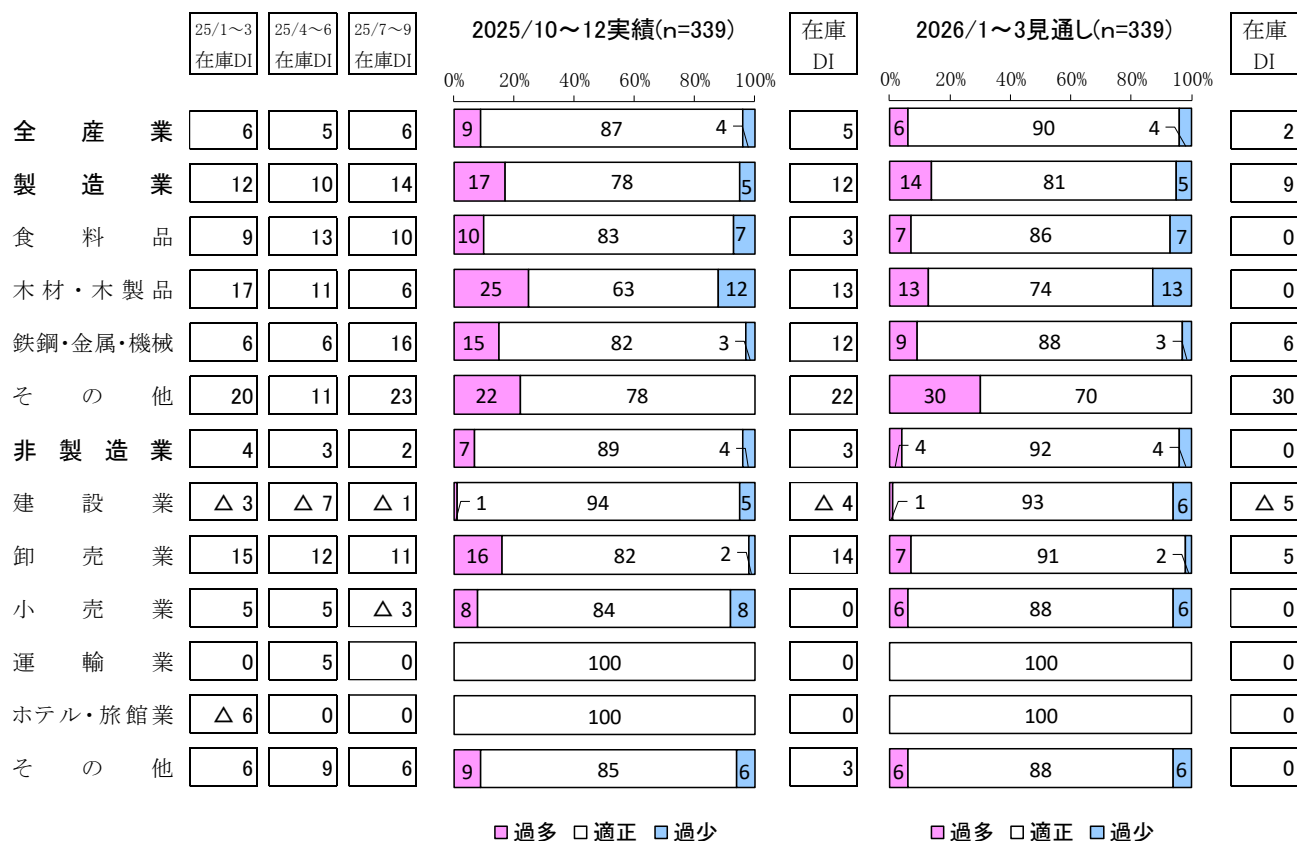 25/1～3 25/4～6 25/7～9 2025/10～12実績(n=339) 在庫 2026/1～3見通し(n=339) 在庫
在庫DI 在庫DI 在庫DI DI DI
0% 20% 40% 60% 80% 100% 0% 20% 40% 60% 80% 100%
全産業 6 5 6 9 87 4 5 6 90 4 2
製造業 12 10 14 17 78 5 12 14 81 5 9
食料品 9 13 10 10 83 7 3 7 86 7 0
木材・木製品 17 11 6 25 63 12 13 13 74 13 0
鉄鋼・金属・機械 6 6 16 15 82 3 12 9 88 3 6
その他 20 11 23 22 78 22 30 70 30
非製造業 4 3 2 7 89 4 3 4 92 4 0
建設業 △ 3 △ 7 △ 1 1 94 5 △ 4 1 93 6 △ 5
卸売業 15 12 11 16 82 2 14 7 91 2 5
小売業 5 5 △ 3 8 84 8 0 6 88 6 0
運輸業 0 5 0 100 0 100 0
ホテル・旅館業 △ 6 0 0 100 0 100 0
その他 6 9 6 9 85 6 3 6 88 6 0
過多 適正 過少 過多 適正 過少